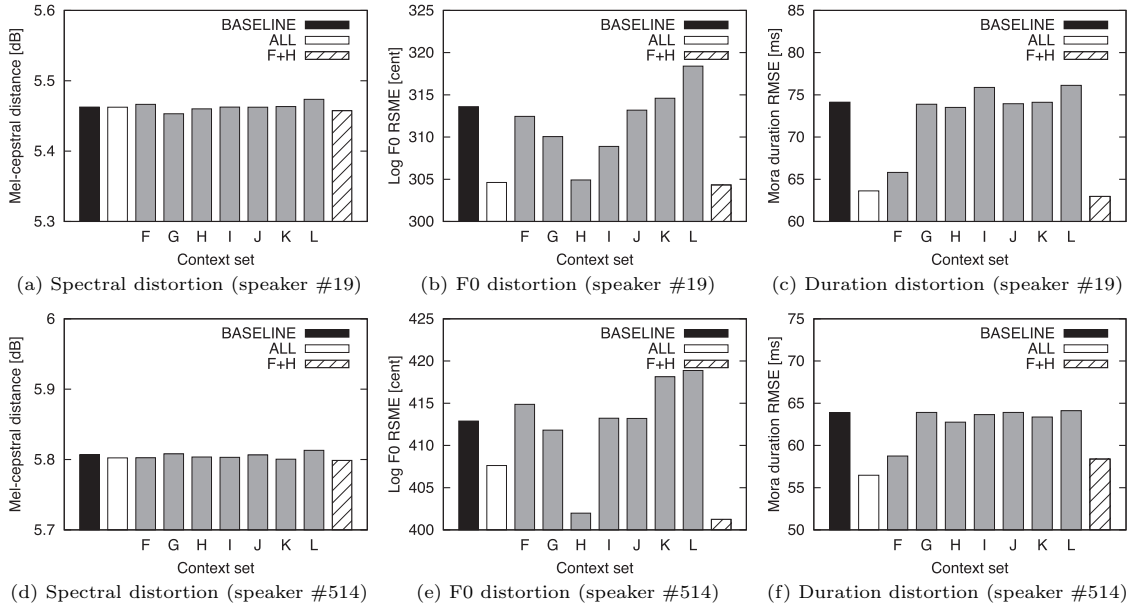 Mel-cepstral distance [dB]
5.6
5.5
5.4
5.3
BASELINE
ALL
F+H
F G H I J K L
Context set
(a) Spectral distortion (speaker #19)
Log F0 RSME [cent]
325
320
315
310
305
300
BASELINE
ALL
F+H
F G H I J K L
Context set
(b) F0 distortion (speaker #19)
Mora duration RMSE [ms]
85
80
75
70
65
60
BASELINE
ALL
F+H
F G H I J K L
Context set
(c) Duration distortion (speaker #19)
Mel-cepstral distance [dB]
6
5.9
5.8
5.7
BASELINE
ALL
F+H
F G H I J K L
Context set
(d) Spectral distortion (speaker #514)
Log F0 RSME [cent]
425
420
415
410
405
400
BASELINE
ALL
F+H
F G H I J K L
Context set
(e) F0 distortion (speaker #514)
Mora duration RMSE [ms]
75
70
65
60
55
50
BASELINE
ALL
F+H
F G H I J K L
Context set
(f) Duration distortion (speaker #514)